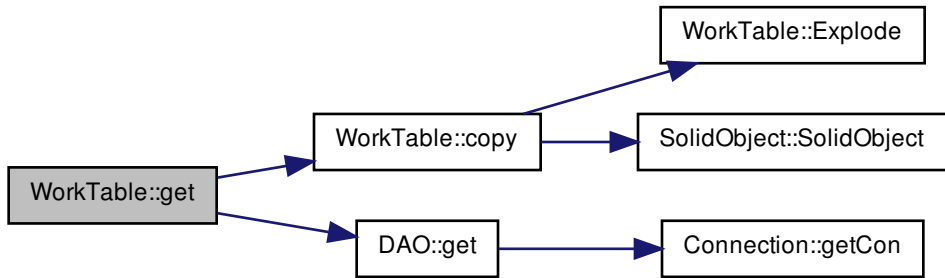 WorkTable::Explode
WorkTable::copy
SolidObject::SolidObject
WorkTable::get
DAO::get
Connection::getCon